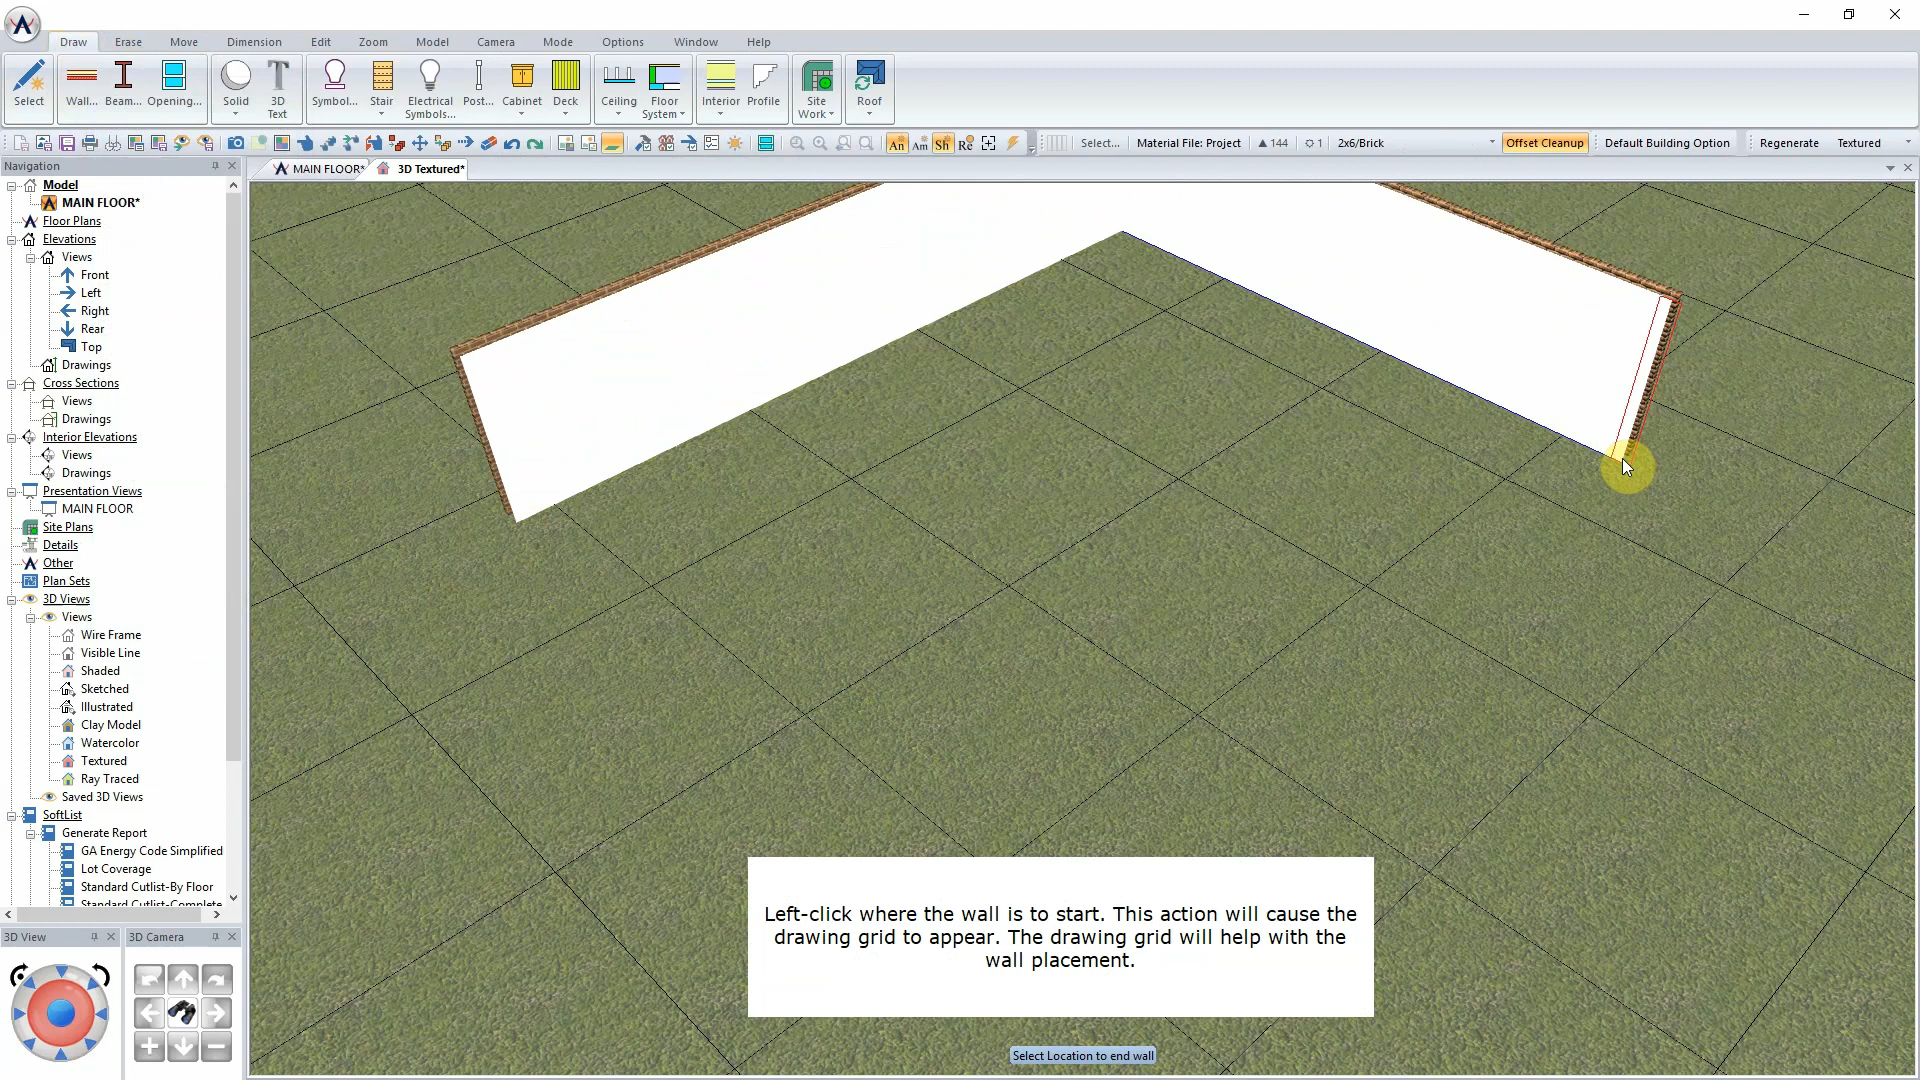 Draw Erase Move Dimension Edit Zoom Model Camera Mode Options Window Help
Select Wall... Beam... Opening... Solid 3D Text Symbol... Stair Electrical Symbols... Post... Cabinet Deck Ceiling Floor System Interior Profile Site Work Roof
An Am Sh Re Select... Material File: Project 144 1 2x6/Brick Offset Cleanup Default Building Option Regenerate Textured
Navigation
MAIN FLOOR* 3D Textured*
Model
MAIN FLOOR*
Floor Plans
Elevations
Views
Front
Left
Right
Rear
Top
Drawings
Cross Sections
Views
Drawings
Interior Elevations
Views
Drawings
Presentation Views
MAIN FLOOR
Site Plans
Details
Other
Plan Sets
3D Views
Views
Wire Frame
Visible Line
Shaded
Sketched
Illustrated
Clay Model
Watercolor
Textured
Ray Traced
Saved 3D Views
SoftList
Generate Report
GA Energy Code Simplified
Lot Coverage
Standard Cutlist-By Floor
Standard Cutlist-Complete
3D View 3D Camera
Left-click where the wall is to start. This action will cause the
drawing grid to appear. The drawing grid will help with the
wall placement.
Select Location to end wall